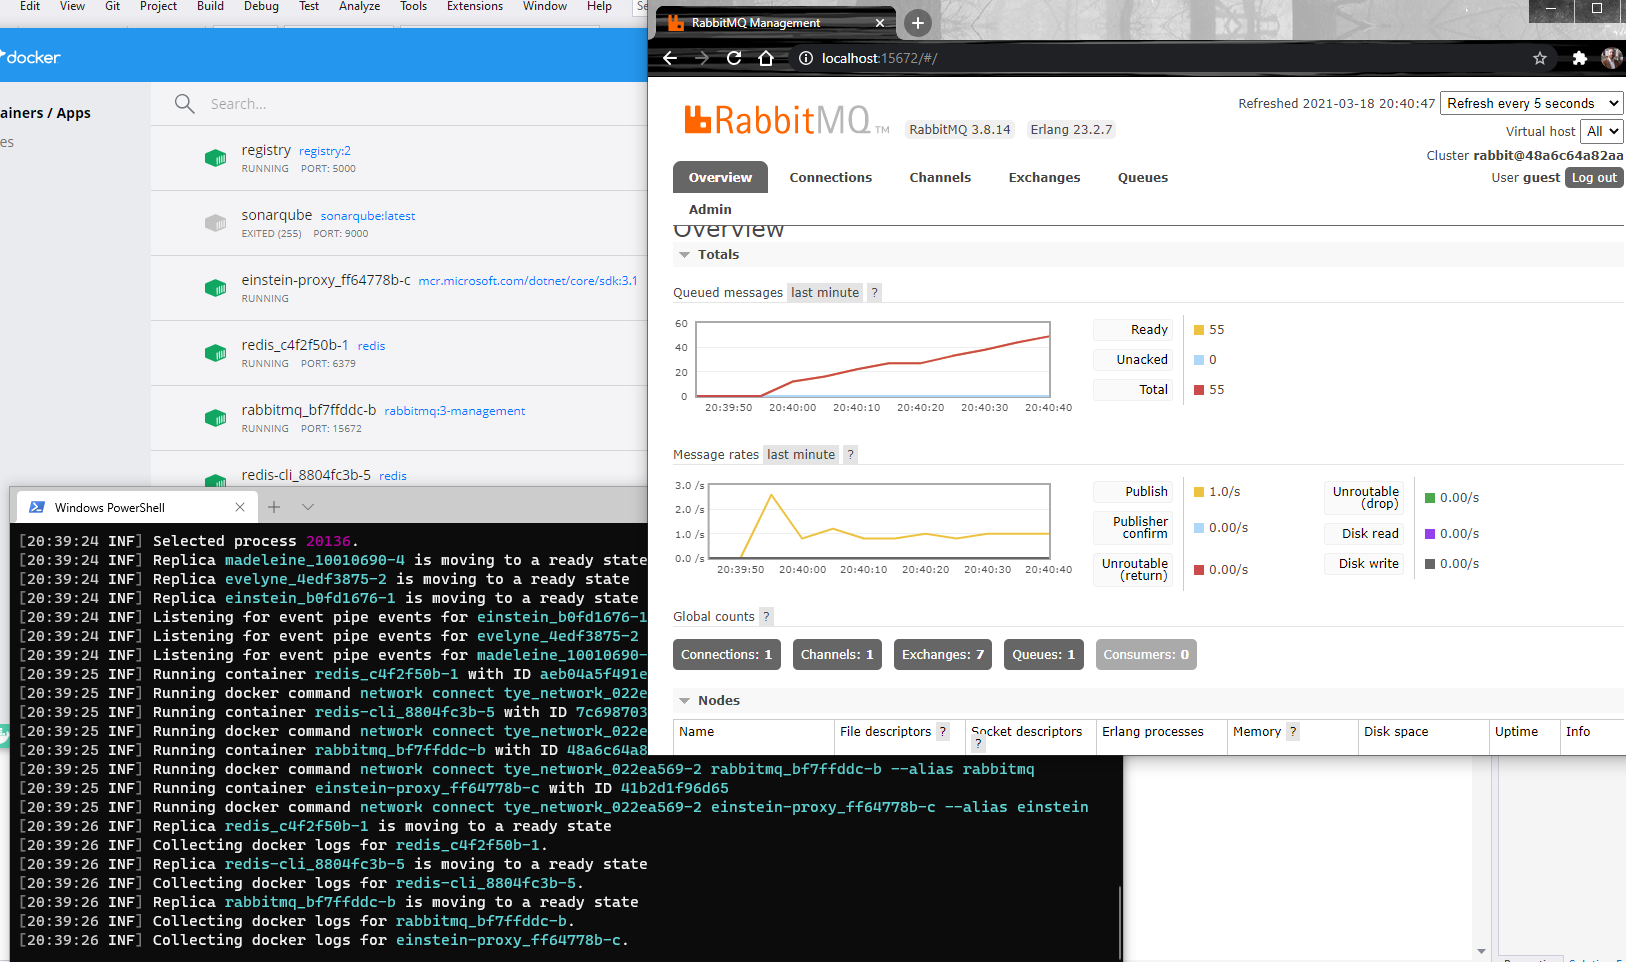 Edit View Git Project Build Debug Test Analyze Tools Extensions Window Help Se
docker
ainers / Apps
es
Search...
registry registry:2
RUNNING PORT: 5000
sonarqube sonarqube:latest
EXITED (255) PORT: 9000
einstein-proxy_ff64778b-c mcr.microsoft.com/dotnet/core/sdk:3.1
RUNNING
redis_c4f2f50b-1 redis
RUNNING PORT: 6379
rabbitmq_bf7ffddc-b rabbitmq:3-management
RUNNING PORT: 15672
redis-cli_8804fc3b-5 redis
RabbitMQ Management
localhost:15672/#/
RabbitMQ TM RabbitMQ 3.8.14 Erlang 23.2.7
Refreshed 2021-03-18 20:40:47 Refresh every 5 seconds
Virtual host All
Cluster rabbit@48a6c64a82aa
User guest Log out
Overview Connections Channels Exchanges Queues
Admin
Overview
Totals
Queued messages last minute ?
60
40
20
0
20:39:50 20:40:00 20:40:10 20:40:20 20:40:30 20:40:40
Ready 55
Unacked 0
Total 55
Message rates last minute ?
3.0 /s
2.0 /s
1.0 /s
0.0 /s
20:39:50 20:40:00 20:40:10 20:40:20 20:40:30 20:40:40
Publish 1.0/s
Publisher
confirm 0.00/s
Unroutable
(return) 0.00/s
Unroutable
(drop) 0.00/s
Disk read 0.00/s
Disk write 0.00/s
Global counts ?
Connections: 1 Channels: 1 Exchanges: 7 Queues: 1 Consumers: 0
Nodes
Name File descriptors ? Socket descriptors ? Erlang processes Memory ? Disk space Uptime Info
Windows PowerShell
[20:39:24 INF] Selected process 20136.
[20:39:24 INF] Replica madeleine_10010690-4 is moving to a ready state
[20:39:24 INF] Replica evelyne_4edf3875-2 is moving to a ready state
[20:39:24 INF] Replica einstein_b0fd1676-1 is moving to a ready state
[20:39:24 INF] Listening for event pipe events for einstein_b0fd1676-1
[20:39:24 INF] Listening for event pipe events for evelyne_4edf3875-2
[20:39:24 INF] Listening for event pipe events for madeleine_10010690-
[20:39:25 INF] Running container redis_c4f2f50b-1 with ID aeb04a5f491e
[20:39:25 INF] Running docker command network connect tye_network_022e
[20:39:25 INF] Running container redis-cli_8804fc3b-5 with ID 7c698703
[20:39:25 INF] Running docker command network connect tye_network_022e
[20:39:25 INF] Running container rabbitmq_bf7ffddc-b with ID 48a6c64a8
[20:39:25 INF] Running docker command network connect tye_network_022ea569-2 rabbitmq_bf7ffddc-b --alias rabbitmq
[20:39:25 INF] Running container einstein-proxy_ff64778b-c with ID 41b2d1f96d65
[20:39:25 INF] Running docker command network connect tye_network_022ea569-2 einstein-proxy_ff64778b-c --alias einstein
[20:39:26 INF] Replica redis_c4f2f50b-1 is moving to a ready state
[20:39:26 INF] Collecting docker logs for redis_c4f2f50b-1.
[20:39:26 INF] Replica redis-cli_8804fc3b-5 is moving to a ready state
[20:39:26 INF] Collecting docker logs for redis-cli_8804fc3b-5.
[20:39:26 INF] Replica rabbitmq_bf7ffddc-b is moving to a ready state
[20:39:26 INF] Collecting docker logs for rabbitmq_bf7ffddc-b.
[20:39:26 INF] Collecting docker logs for einstein-proxy_ff64778b-c.